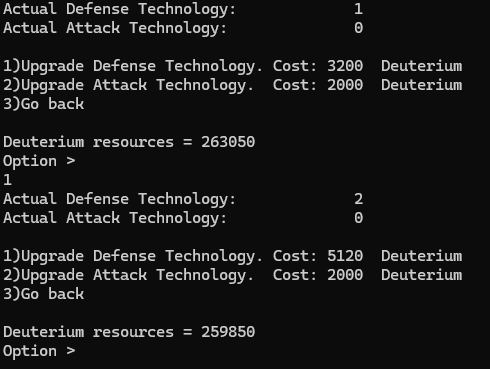 Actual Defense Technology:             1
Actual Attack Technology:              0
1)Upgrade Defense Technology. Cost: 3200  Deuterium
2)Upgrade Attack Technology.  Cost: 2000  Deuterium
3)Go back
Deuterium resources = 263050
Option >
1
Actual Defense Technology:             2
Actual Attack Technology:              0
1)Upgrade Defense Technology. Cost: 5120  Deuterium
2)Upgrade Attack Technology.  Cost: 2000  Deuterium
3)Go back
Deuterium resources = 259850
Option >